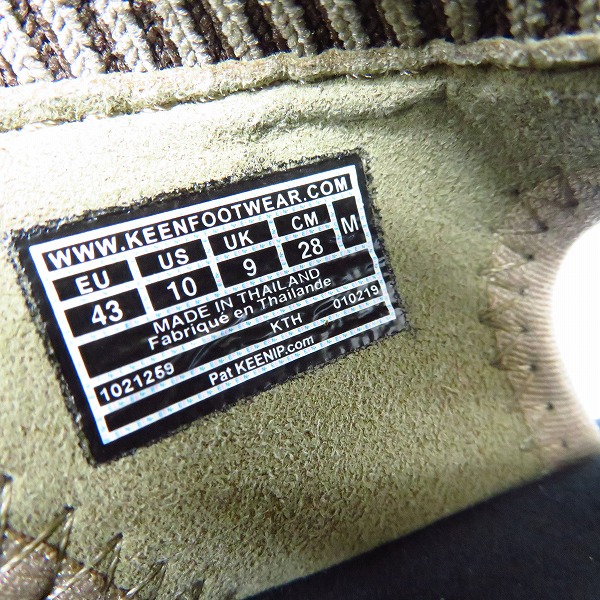 WWW.KEENFOOTWEAR.COM
EU US UK CM M
43 10 9 28
MADE IN THAILAND
Fabriqué en Thaïlande
KTH 010219
1021259
Pat KEENIP.com